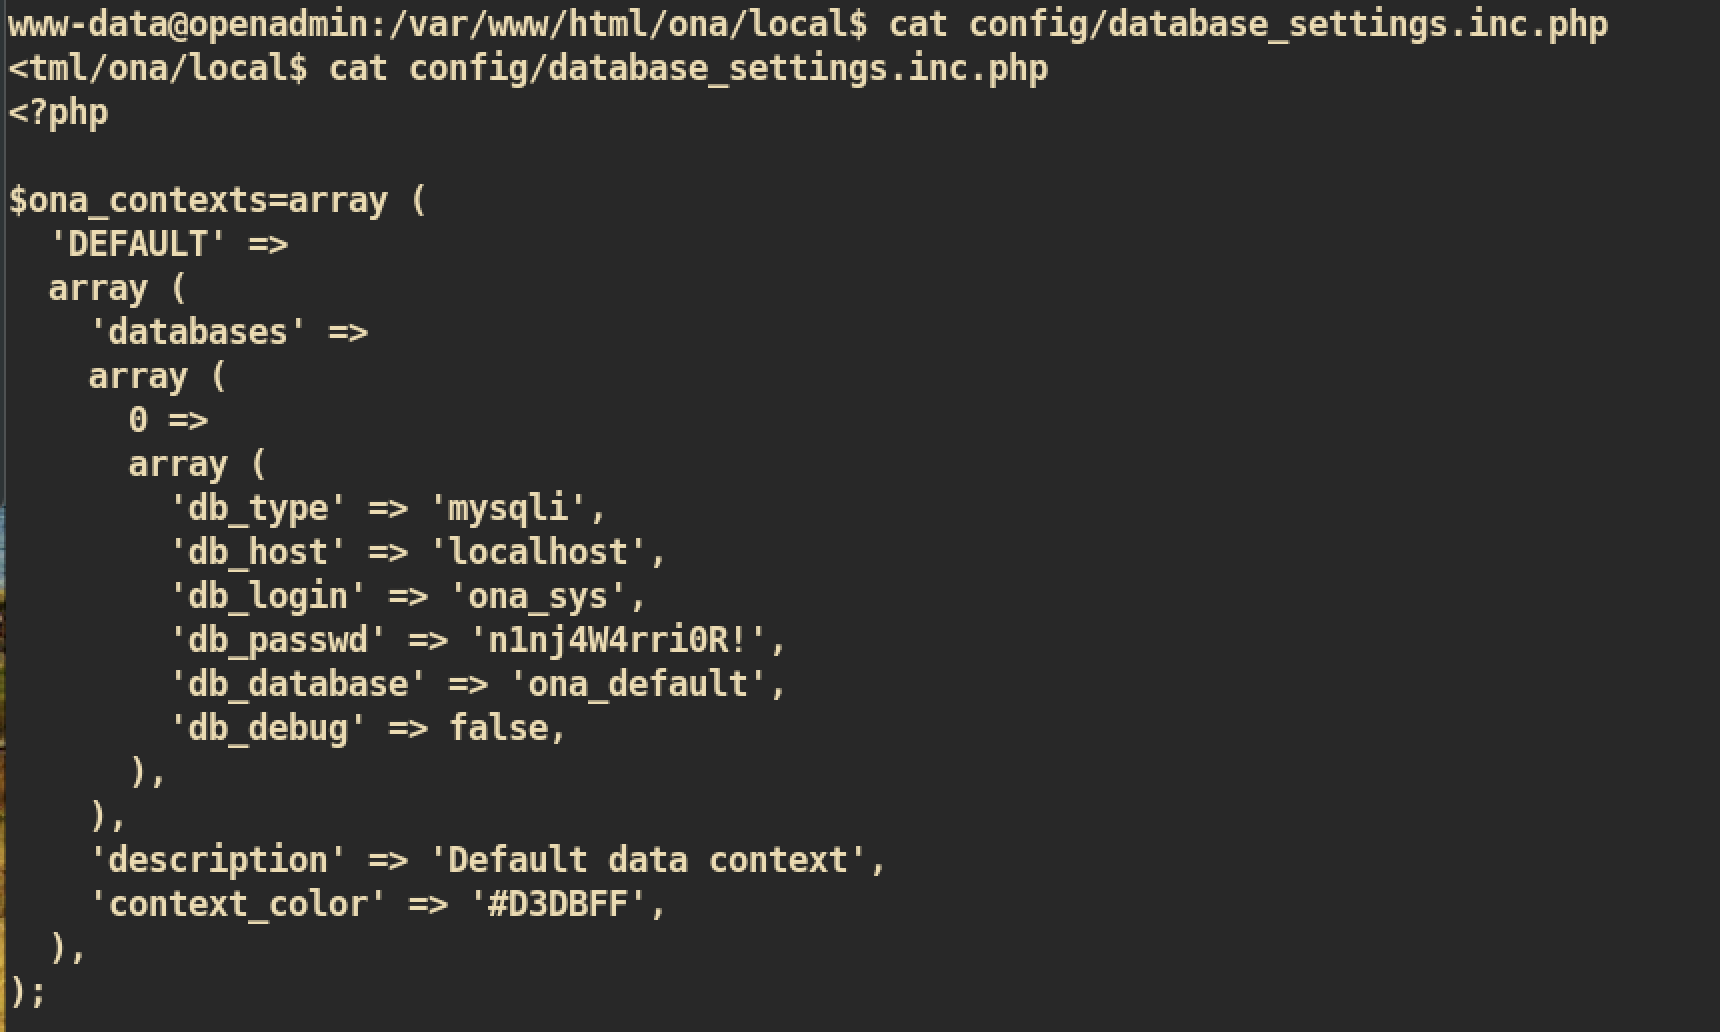 www-data@openadmin:/var/www/html/ona/local$ cat config/database_settings.inc.php
<tml/ona/local$ cat config/database_settings.inc.php
<?php

$ona_contexts=array (
  'DEFAULT' =>
  array (
    'databases' =>
    array (
      0 =>
      array (
        'db_type' => 'mysqli',
        'db_host' => 'localhost',
        'db_login' => 'ona_sys',
        'db_passwd' => 'n1nj4W4rri0R!',
        'db_database' => 'ona_default',
        'db_debug' => false,
      ),
    ),
    'description' => 'Default data context',
    'context_color' => '#D3DBFF',
  ),
);